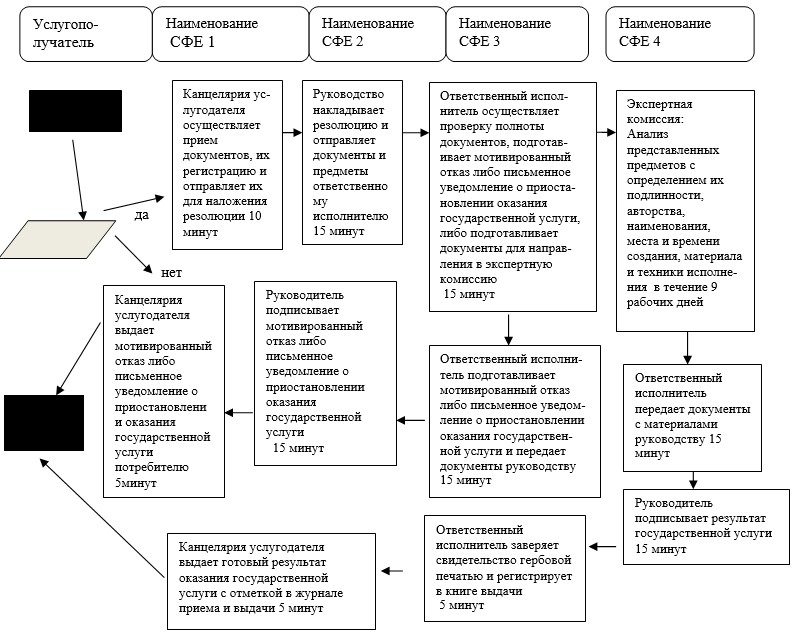 Услугопо-
лучатель
Наименование
СФЕ 1
Наименование
СФЕ 2
Наименование
СФЕ 3
Наименование
СФЕ 4
Канцелярия ус-
лугодателя
осуществляет
прием
документов, их
регистрацию и
отправляет их
для наложения
резолюции 10
минут
Руководство
накладывает
резолюцию и
отправляет
документы и
предметы
ответственно
му
исполнителю
15 минут
Ответственный испол-
нитель осуществляет
проверку полноты
документов, подготав-
ивает мотивированный
отказ либо письменное
уведомление о приоста-
новлении оказания
государственной услуги,
либо подготавливает
документы для направ-
ления в экспертную
комиссию
15 минут
Экспертная
комиссия:
Анализ
представленных
предметов с
определением их
подлинности,
авторства,
наименования,
места и времени
создания, материала
и техники исполне-
ния в течение 9
рабочих дней
да
нет
Канцелярия
услугодателя
выдает
мотивированный
отказ либо
письменное
уведомление о
приостановлени
и оказания
государственной
услуги
потребителю
5минут
Руководитель
подписывает
мотивированный
отказ либо
письменное
уведомление о
приостановлении
оказания
государственной
услуги
15 минут
Ответственный исполни-
тель подготавливает
мотивированный отказ
либо письменное уведом-
ление о приостановлении
оказания государствен-
ной услуги и передает
документы руководству
15 минут
Ответственный
исполнитель
передает документы
с материалами
руководству 15
минут
Руководитель
подписывает результат
государственной услуги
15 минут
Ответственный
исполнитель заверяет
свидетельство гербовой
печатью и регистрирует
в книге выдачи
5 минут
Канцелярия услугодателя
выдает готовый результат
оказания государственной
услуги с отметкой в журнале
приема и выдачи 5 минут